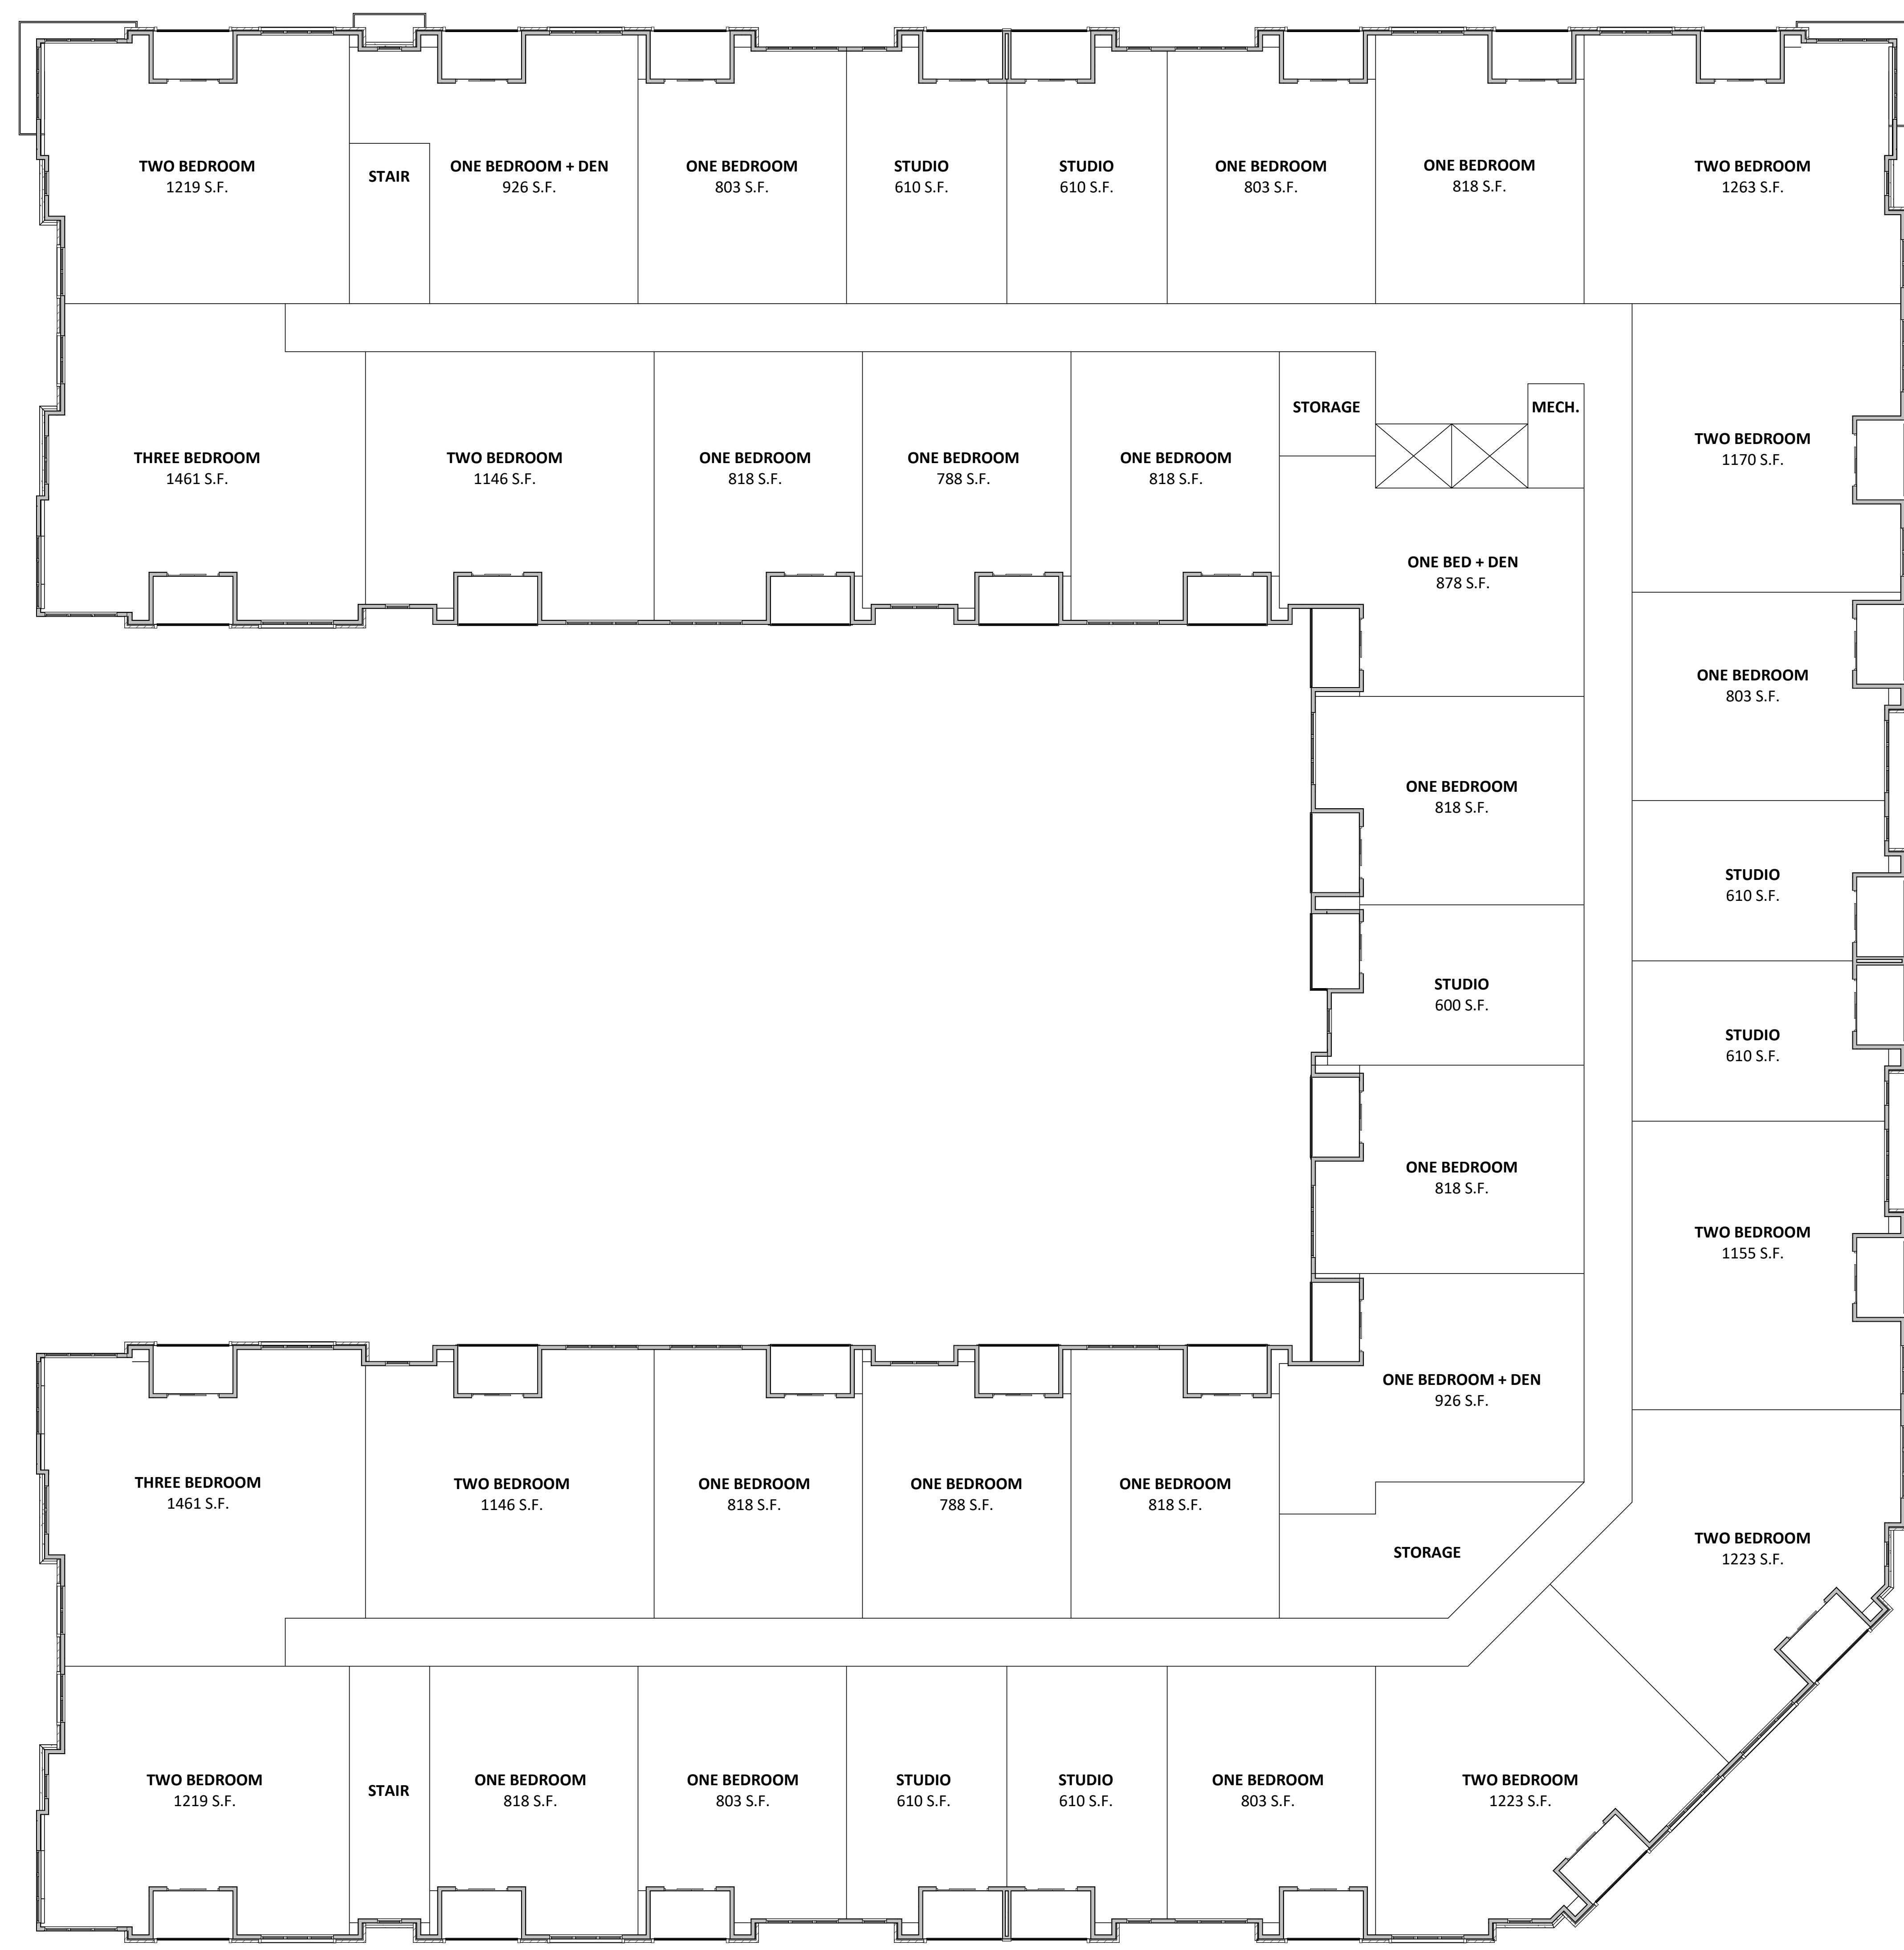 TWO BEDROOM
1219 S.F.
STAIR
ONE BEDROOM + DEN
926 S.F.
ONE BEDROOM
803 S.F.
STUDIO
610 S.F.
STUDIO
610 S.F.
ONE BEDROOM
803 S.F.
ONE BEDROOM
818 S.F.
TWO BEDROOM
1263 S.F.
THREE BEDROOM
1461 S.F.
TWO BEDROOM
1146 S.F.
ONE BEDROOM
818 S.F.
ONE BEDROOM
788 S.F.
ONE BEDROOM
818 S.F.
STORAGE
MECH.
TWO BEDROOM
1170 S.F.
ONE BED + DEN
878 S.F.
ONE BEDROOM
803 S.F.
ONE BEDROOM
818 S.F.
STUDIO
610 S.F.
STUDIO
600 S.F.
STUDIO
610 S.F.
ONE BEDROOM
818 S.F.
TWO BEDROOM
1155 S.F.
ONE BEDROOM + DEN
926 S.F.
THREE BEDROOM
1461 S.F.
TWO BEDROOM
1146 S.F.
ONE BEDROOM
818 S.F.
ONE BEDROOM
788 S.F.
ONE BEDROOM
818 S.F.
STORAGE
TWO BEDROOM
1223 S.F.
TWO BEDROOM
1219 S.F.
STAIR
ONE BEDROOM
818 S.F.
ONE BEDROOM
803 S.F.
STUDIO
610 S.F.
STUDIO
610 S.F.
ONE BEDROOM
803 S.F.
TWO BEDROOM
1223 S.F.